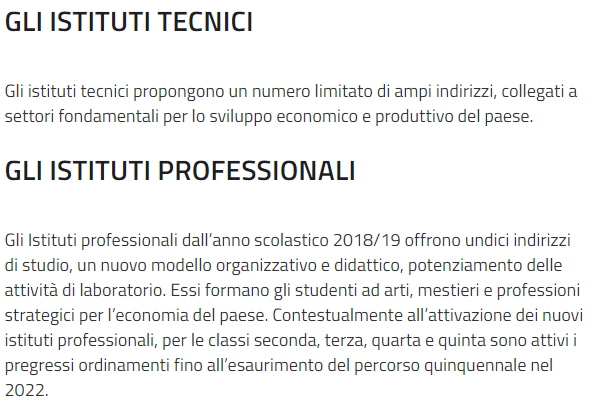 GLI ISTITUTI TECNICI
Gli istituti tecnici propongono un numero limitato di ampi indirizzi, collegati a
settori fondamentali per lo sviluppo economico e produttivo del paese.
GLI ISTITUTI PROFESSIONALI
Gli Istituti professionali dall’anno scolastico 2018/19 offrono undici indirizzi
di studio, un nuovo modello organizzativo e didattico, potenziamento delle
attività di laboratorio. Essi formano gli studenti ad arti, mestieri e professioni
strategici per l’economia del paese. Contestualmente all’attivazione dei nuovi
istituti professionali, per le classi seconda, terza, quarta e quinta sono attivi i
pregressi ordinamenti fino all’esaurimento del percorso quinquennale nel
2022.